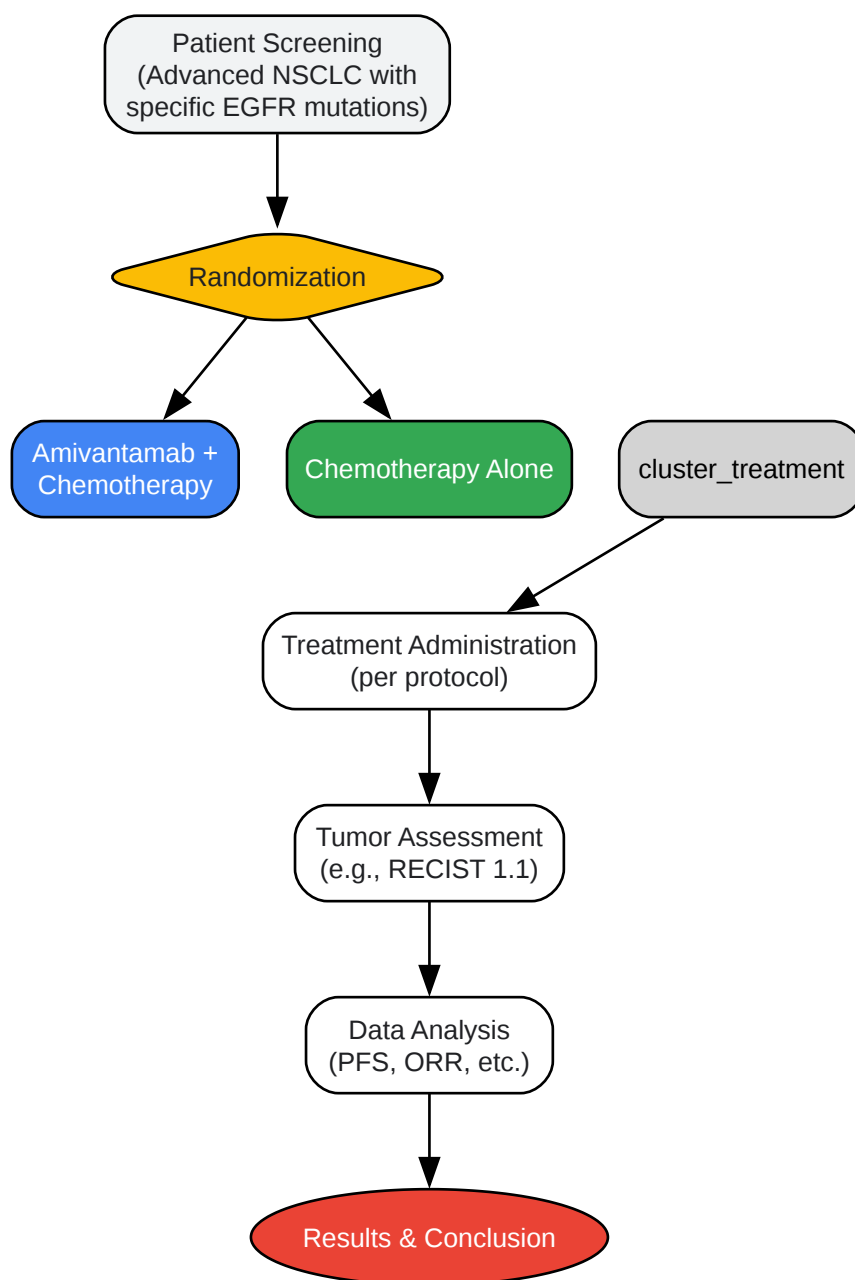 Patient Screening
(Advanced NSCLC with
specific EGFR mutations)
Randomization
Amivantamab +
Chemotherapy
Chemotherapy Alone
cluster_treatment
Treatment Administration
(per protocol)
Tumor Assessment
(e.g., RECIST 1.1)
Data Analysis
(PFS, ORR, etc.)
Results & Conclusion